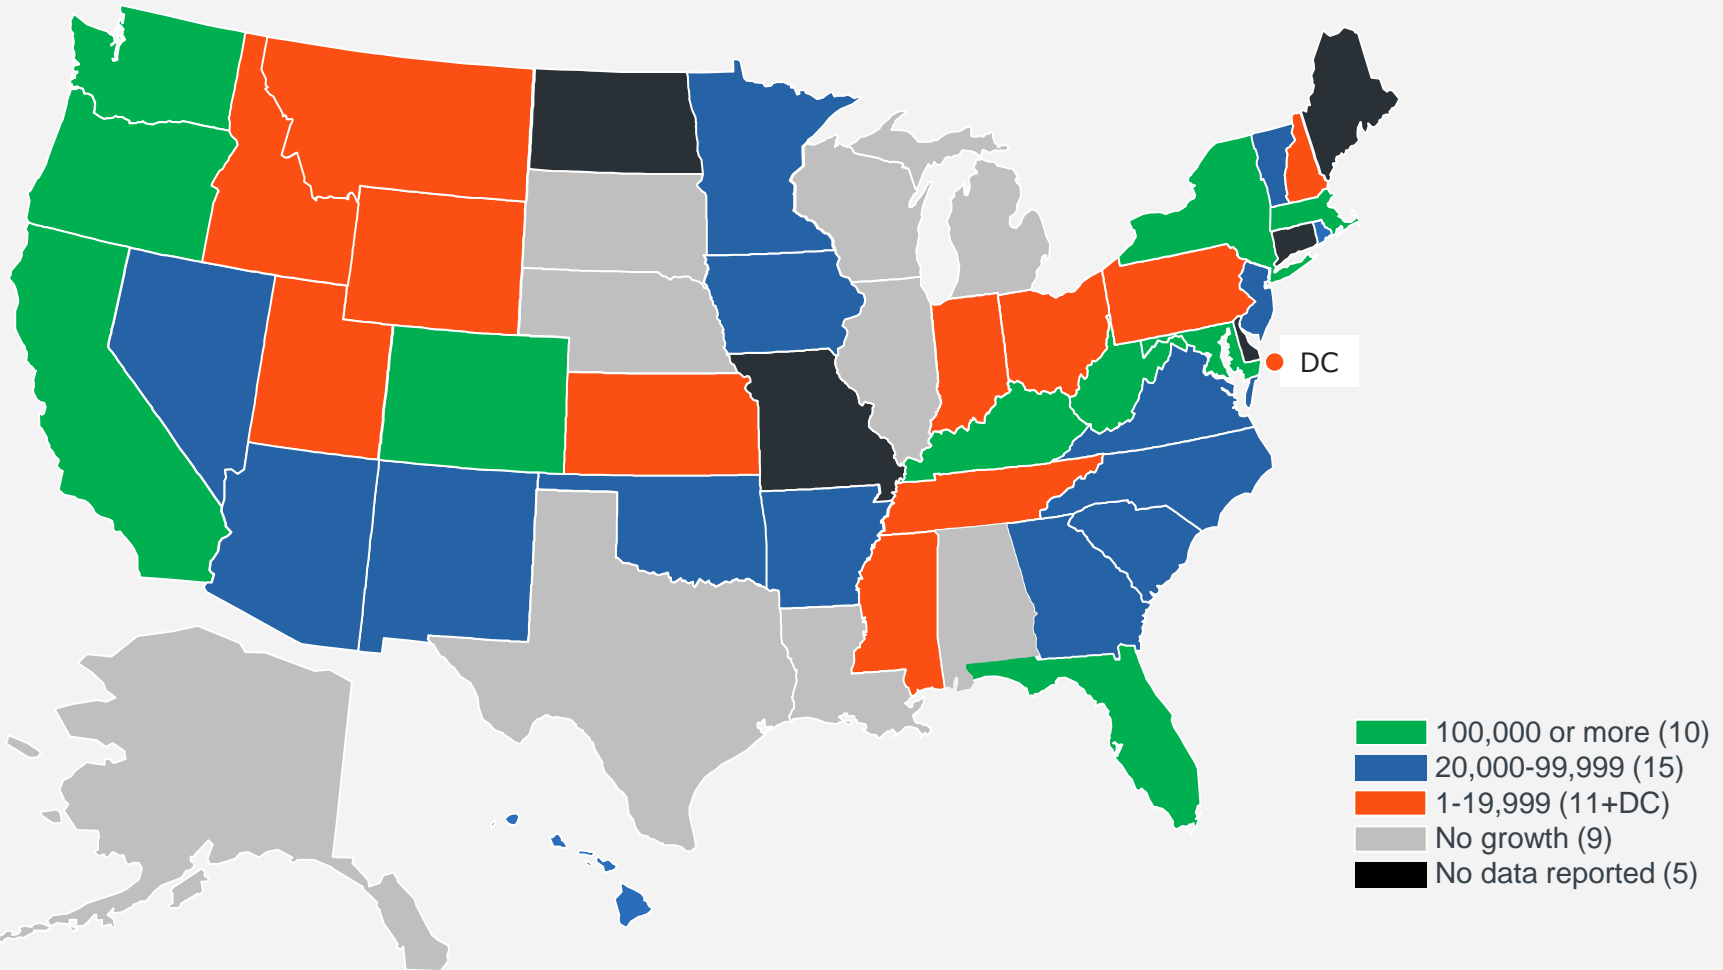 DC
100,000 or more (10)
20,000-99,999 (15)
1-19,999 (11+DC)
No growth (9)
No data reported (5)